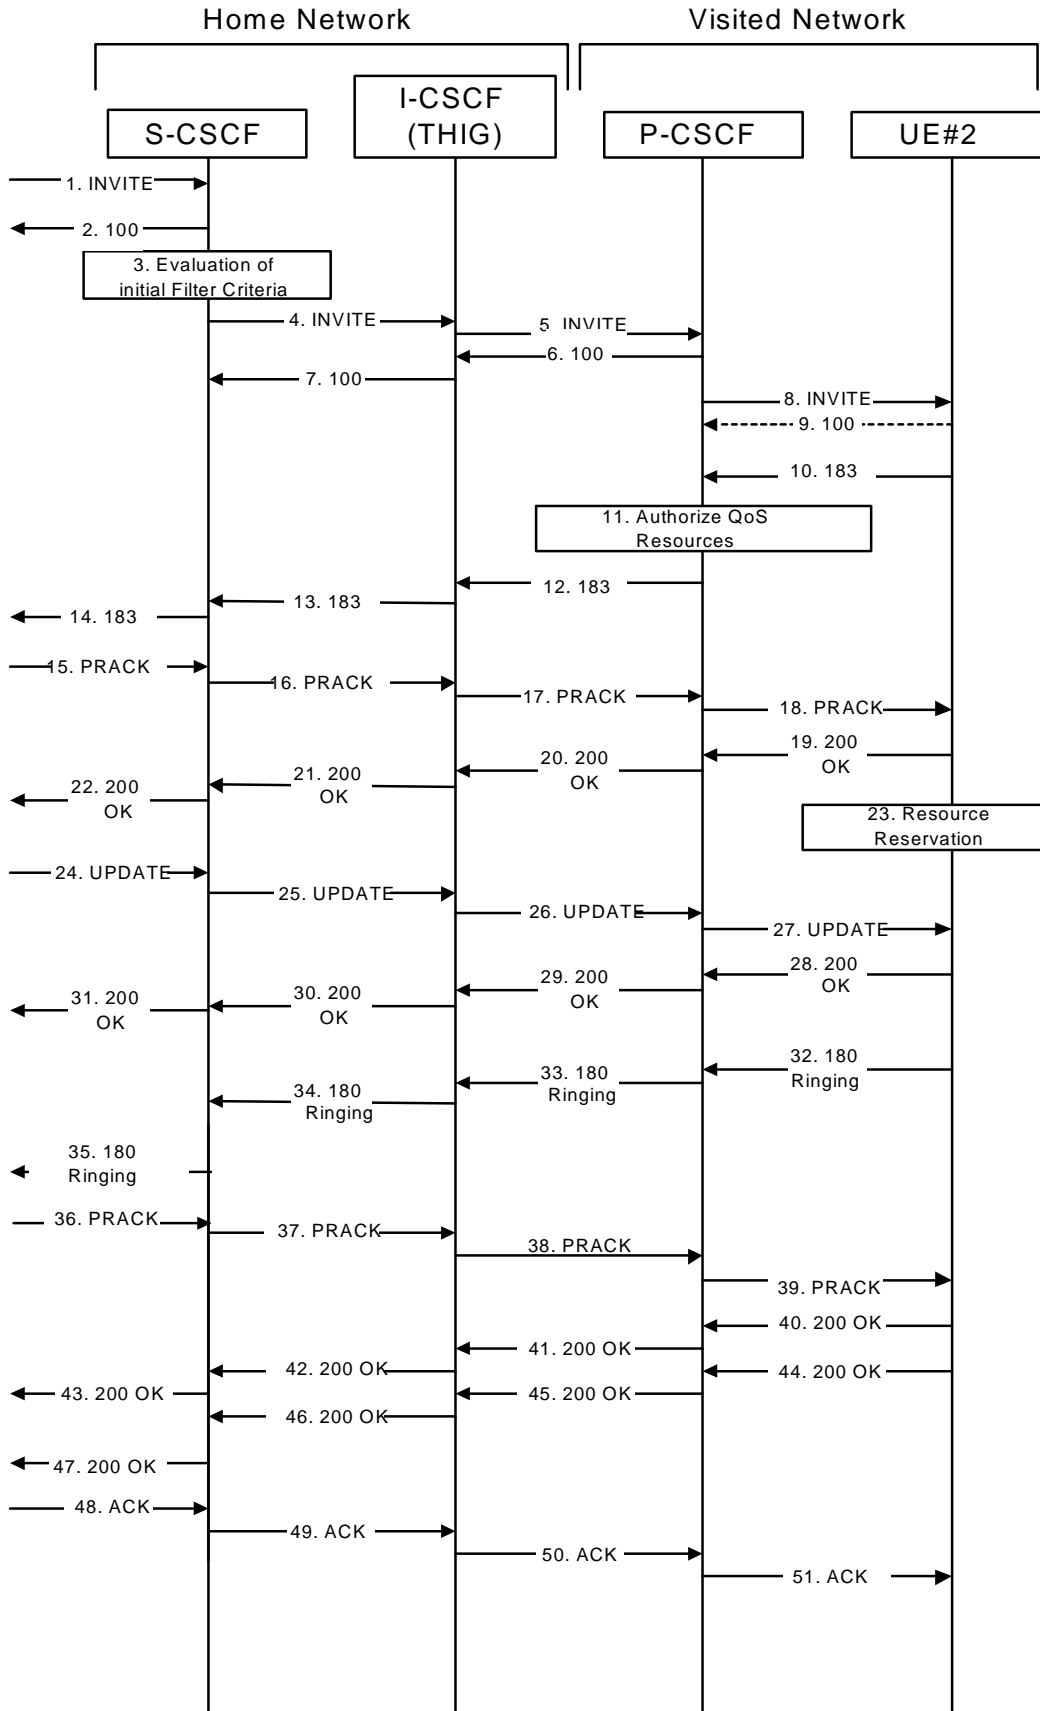 Home Network
Visited Network
S-CSCF
I-CSCF
(THIG)
P-CSCF
UE#2
1. INVITE
2. 100
3. Evaluation of
initial Filter Criteria
4. INVITE
5. INVITE
6. 100
7. 100
8. INVITE
9. 100
10. 183
11. Authorize QoS
Resources
12. 183
13. 183
14. 183
15. PRACK
16. PRACK
17. PRACK
18. PRACK
19. 200
OK
20. 200
OK
21. 200
OK
22. 200
OK
23. Resource
Reservation
24. UPDATE
25. UPDATE
26. UPDATE
27. UPDATE
28. 200
OK
29. 200
OK
30. 200
OK
31. 200
OK
32. 180
Ringing
33. 180
Ringing
34. 180
Ringing
35. 180
Ringing
36. PRACK
37. PRACK
38. PRACK
39. PRACK
40. 200 OK
41. 200 OK
42. 200 OK
43. 200 OK
44. 200 OK
45. 200 OK
46. 200 OK
47. 200 OK
48. ACK
49. ACK
50. ACK
51. ACK